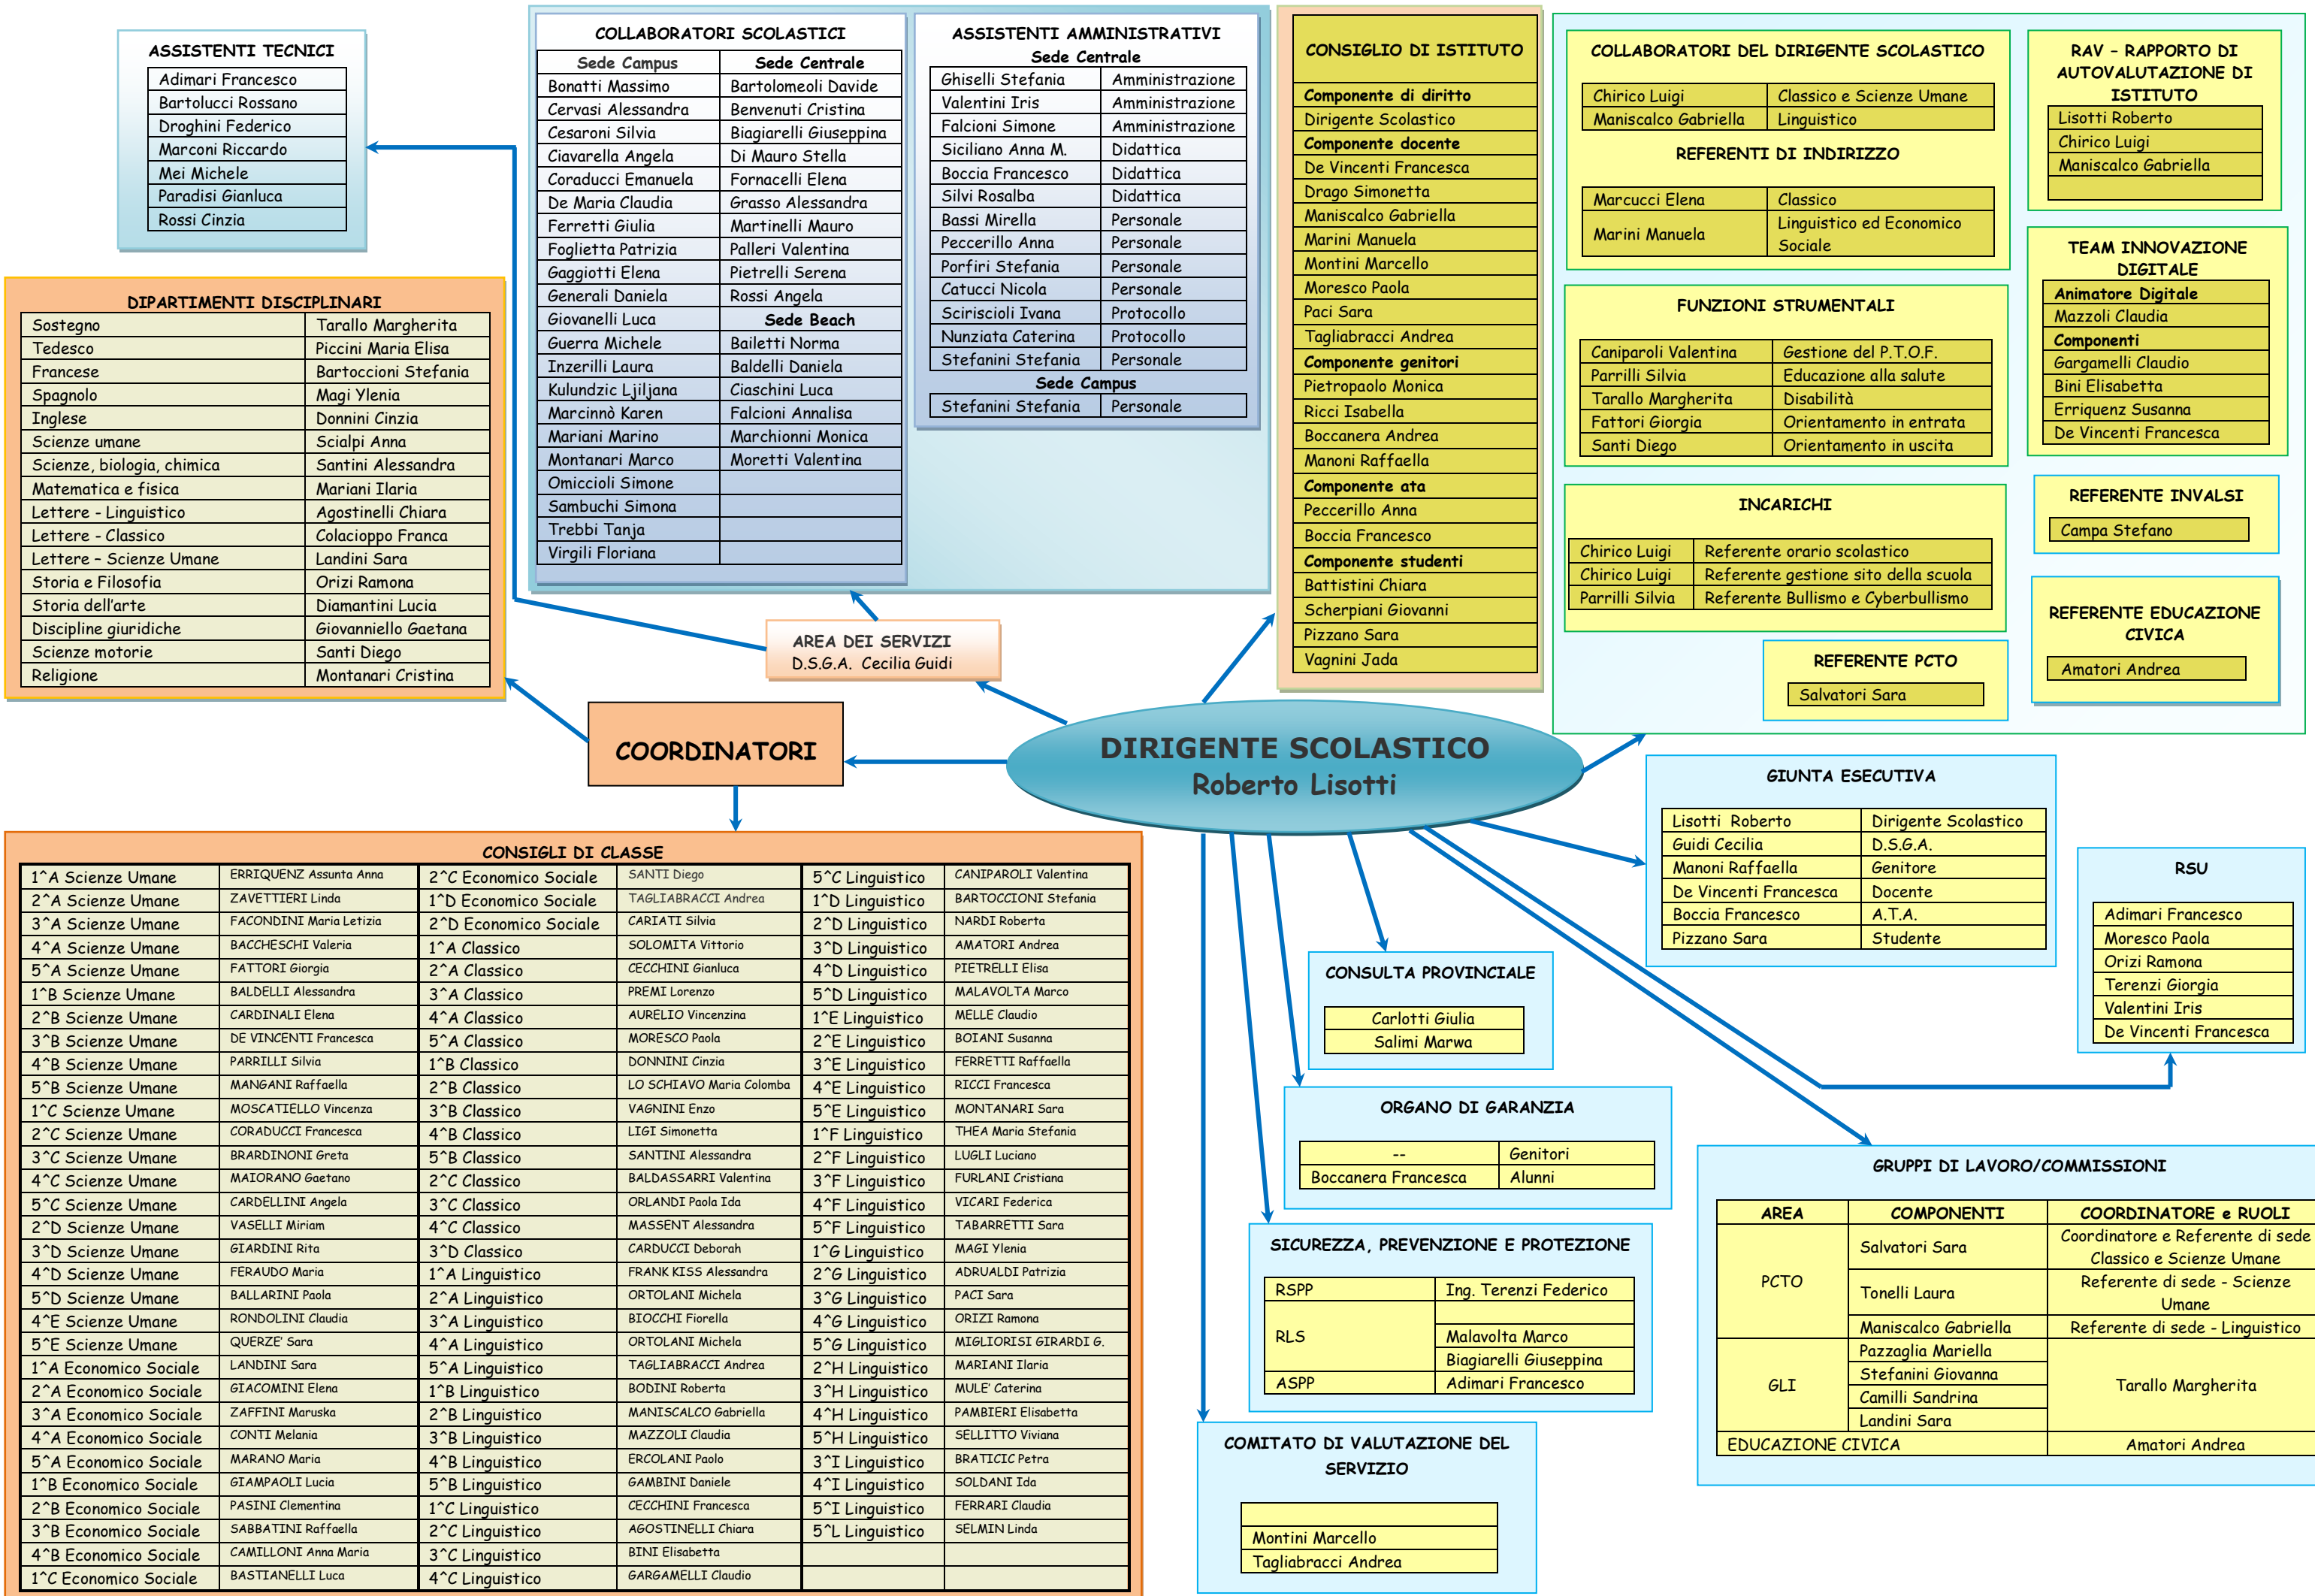 ASSISTENTI TECNICI
Adimari Francesco
Bartolucci Rossano
Droghini Federico
Marconi Riccardo
Mei Michele
Paradisi Gianluca
Rossi Cinzia
COLLABORATORI SCOLASTICI
Sede Campus Sede Centrale
Bonatti Massimo Bartolomeoli Davide
Cervasi Alessandra Benvenuti Cristina
Cesaroni Silvia Biagiarelli Giuseppina
Ciavarella Angela Di Mauro Stella
Coraducci Emanuela Fornacelli Elena
De Maria Claudia Grasso Alessandra
Ferretti Giulia Martinelli Mauro
Foglietta Patrizia Palleri Valentina
Gaggiotti Elena Pietrelli Serena
Generali Daniela Rossi Angela
Giovanelli Luca Sede Beach
Guerra Michele Bailetti Norma
Inzerilli Laura Baldelli Daniela
Kulundzic Ljiljana Ciaschini Luca
Marcinnò Karen Falcioni Annalisa
Mariani Marino Marchionni Monica
Montanari Marco Moretti Valentina
Omiccioli Simone
Sambuchi Simona
Trebbi Tanja
Virgili Floriana
ASSISTENTI AMMINISTRATIVI
Sede Centrale
Ghiselli Stefania Amministrazione
Valentini Iris Amministrazione
Falcioni Simone Amministrazione
Siciliano Anna M. Didattica
Boccia Francesco Didattica
Silvi Rosalba Didattica
Bassi Mirella Personale
Peccerillo Anna Personale
Porfiri Stefania Personale
Catucci Nicola Personale
Sciriscioli Ivana Protocollo
Nunziata Caterina Protocollo
Stefanini Stefania Personale
Sede Campus
Stefanini Stefania Personale
CONSIGLIO DI ISTITUTO
Componente di diritto
Dirigente Scolastico
Componente docente
De Vincenti Francesca
Drago Simonetta
Maniscalco Gabriella
Marini Manuela
Montini Marcello
Moresco Paola
Paci Sara
Tagliabracci Andrea
Componente genitori
Pietropaolo Monica
Ricci Isabella
Boccanera Andrea
Manoni Raffaella
Componente ata
Peccerillo Anna
Boccia Francesco
Componente studenti
Battistini Chiara
Scherpiani Giovanni
Pizzano Sara
Vagnini Jada
COLLABORATORI DEL DIRIGENTE SCOLASTICO
Chirico Luigi Classico e Scienze Umane
Maniscalco Gabriella Linguistico
REFERENTI DI INDIRIZZO
Marcucci Elena Classico
Marini Manuela Linguistico ed Economico
Sociale
FUNZIONI STRUMENTALI
Caniparoli Valentina Gestione del P.T.O.F.
Parrilli Silvia Educazione alla salute
Tarallo Margherita Disabilità
Fattori Giorgia Orientamento in entrata
Santi Diego Orientamento in uscita
INCARICHI
Chirico Luigi Referente orario scolastico
Chirico Luigi Referente gestione sito della scuola
Parrilli Silvia Referente Bullismo e Cyberbullismo
REFERENTE PCTO
Salvatori Sara
RAV – RAPPORTO DI
AUTOVALUTAZIONE DI
ISTITUTO
Lisotti Roberto
Chirico Luigi
Maniscalco Gabriella
TEAM INNOVAZIONE
DIGITALE
Animatore Digitale
Mazzoli Claudia
Componenti
Gargamelli Claudio
Bini Elisabetta
Erriquenz Susanna
De Vincenti Francesca
REFERENTE INVALSI
Campa Stefano
REFERENTE EDUCAZIONE
CIVICA
Amatori Andrea
DIPARTIMENTI DISCIPLINARI
Sostegno Tarallo Margherita
Tedesco Piccini Maria Elisa
Francese Bartoccioni Stefania
Spagnolo Magi Ylenia
Inglese Donnini Cinzia
Scienze umane Scialpi Anna
Scienze, biologia, chimica Santini Alessandra
Matematica e fisica Mariani Ilaria
Lettere - Linguistico Agostinelli Chiara
Lettere - Classico Colacioppo Franca
Lettere – Scienze Umane Landini Sara
Storia e Filosofia Orizi Ramona
Storia dell'arte Diamantini Lucia
Discipline giuridiche Giovanniello Gaetana
Scienze motorie Santi Diego
Religione Montanari Cristina
AREA DEI SERVIZI
D.S.G.A. Cecilia Guidi
COORDINATORI
DIRIGENTE SCOLASTICO
Roberto Lisotti
CONSIGLI DI CLASSE
1^A Scienze Umane ERRIQUENZ Assunta Anna 2^C Economico Sociale SANTI Diego 5^C Linguistico CANIPAROLI Valentina
2^A Scienze Umane ZAVETTIERI Linda 1^D Economico Sociale TAGLIABRACCI Andrea 1^D Linguistico BARTOCCIONI Stefania
3^A Scienze Umane FACONDINI Maria Letizia 2^D Economico Sociale CARIATI Silvia 2^D Linguistico NARDI Roberta
4^A Scienze Umane BACCHESCHI Valeria 1^A Classico SOLOMITA Vittorio 3^D Linguistico AMATORI Andrea
5^A Scienze Umane FATTORI Giorgia 2^A Classico CECCHINI Gianluca 4^D Linguistico PIETRELLI Elisa
1^B Scienze Umane BALDELLI Alessandra 3^A Classico PREMI Lorenzo 5^D Linguistico MALAVOLTA Marco
2^B Scienze Umane CARDINALI Elena 4^A Classico AURELIO Vincenzina 1^E Linguistico MELLE Claudio
3^B Scienze Umane DE VINCENTI Francesca 5^A Classico MORESCO Paola 2^E Linguistico BOIANI Susanna
4^B Scienze Umane PARRILLI Silvia 1^B Classico DONNINI Cinzia 3^E Linguistico FERRETTI Raffaella
5^B Scienze Umane MANGANI Raffaella 2^B Classico LO SCHIAVO Maria Colomba 4^E Linguistico RICCI Francesca
1^C Scienze Umane MOSCATIELLO Vincenza 3^B Classico VAGNINI Enzo 5^E Linguistico MONTANARI Sara
2^C Scienze Umane CORADUCCI Francesca 4^B Classico LIGI Simonetta 1^F Linguistico THEA Maria Stefania
3^C Scienze Umane BRARDINONI Greta 5^B Classico SANTINI Alessandra 2^F Linguistico LUGLI Luciano
4^C Scienze Umane MAIORANO Gaetano 2^C Classico BALDASSARRI Valentina 3^F Linguistico FURLANI Cristiana
5^C Scienze Umane CARDELLINI Angela 3^C Classico ORLANDI Paola Ida 4^F Linguistico VICARI Federica
2^D Scienze Umane VASELLI Miriam 4^C Classico MASSENT Alessandra 5^F Linguistico TABARRETTI Sara
3^D Scienze Umane GIARDINI Rita 3^D Classico CARDUCCI Deborah 1^G Linguistico MAGI Ylenia
4^D Scienze Umane FERAUDO Maria 1^A Linguistico FRANK KISS Alessandra 2^G Linguistico ADRUALDI Patrizia
5^D Scienze Umane BALLARINI Paola 2^A Linguistico ORTOLANI Michela 3^G Linguistico PACI Sara
4^E Scienze Umane RONDOLINI Claudia 3^A Linguistico BIOCCHI Fiorella 4^G Linguistico ORIZI Ramona
5^E Scienze Umane QUERZE' Sara 4^A Linguistico ORTOLANI Michela 5^G Linguistico MIGLIORISI GIRARDI G.
1^A Economico Sociale LANDINI Sara 5^A Linguistico TAGLIABRACCI Andrea 2^H Linguistico MARIANI Ilaria
2^A Economico Sociale GIACOMINI Elena 1^B Linguistico BODINI Roberta 3^H Linguistico MULE' Caterina
3^A Economico Sociale ZAFFINI Maruska 2^B Linguistico MANISCALCO Gabriella 4^H Linguistico PAMBIERI Elisabetta
4^A Economico Sociale CONTI Melania 3^B Linguistico MAZZOLI Claudia 5^H Linguistico SELLITTO Viviana
5^A Economico Sociale MARANO Maria 4^B Linguistico ERCOLANI Paolo 3^I Linguistico BRATICIC Petra
1^B Economico Sociale GIAMPAOLI Lucia 5^B Linguistico GAMBINI Daniele 4^I Linguistico SOLDANI Ida
2^B Economico Sociale PASINI Clementina 1^C Linguistico CECCHINI Francesca 5^I Linguistico FERRARI Claudia
3^B Economico Sociale SABBATINI Raffaella 2^C Linguistico AGOSTINELLI Chiara 5^L Linguistico SELMIN Linda
4^B Economico Sociale CAMILLONI Anna Maria 3^C Linguistico BINI Elisabetta
1^C Economico Sociale BASTIANELLI Luca 4^C Linguistico GARGAMELLI Claudio
GIUNTA ESECUTIVA
Lisotti Roberto Dirigente Scolastico
Guidi Cecilia D.S.G.A.
Manoni Raffaella Genitore
De Vincenti Francesca Docente
Boccia Francesco A.T.A.
Pizzano Sara Studente
RSU
Adimari Francesco
Moresco Paola
Orizi Ramona
Terenzi Giorgia
Valentini Iris
De Vincenti Francesca
CONSULTA PROVINCIALE
Carlotti Giulia
Salimi Marwa
ORGANO DI GARANZIA
-- Genitori
Boccanera Francesca Alunni
SICUREZZA, PREVENZIONE E PROTEZIONE
RSPP Ing. Terenzi Federico
RLS
Malavolta Marco
Biagiarelli Giuseppina
ASPP Adimari Francesco
COMITATO DI VALUTAZIONE DEL
SERVIZIO
Montini Marcello
Tagliabracci Andrea
GRUPPI DI LAVORO/COMMISSIONI
AREA COMPONENTI COORDINATORE e RUOLI
PCTO
Salvatori Sara Coordinatore e Referente di sede
Classico e Scienze Umane
Tonelli Laura Referente di sede - Scienze
Umane
Maniscalco Gabriella Referente di sede - Linguistico
GLI
Pazzaglia Mariella
Stefanini Giovanna
Camilli Sandrina
Landini Sara
Tarallo Margherita
EDUCAZIONE CIVICA Amatori Andrea